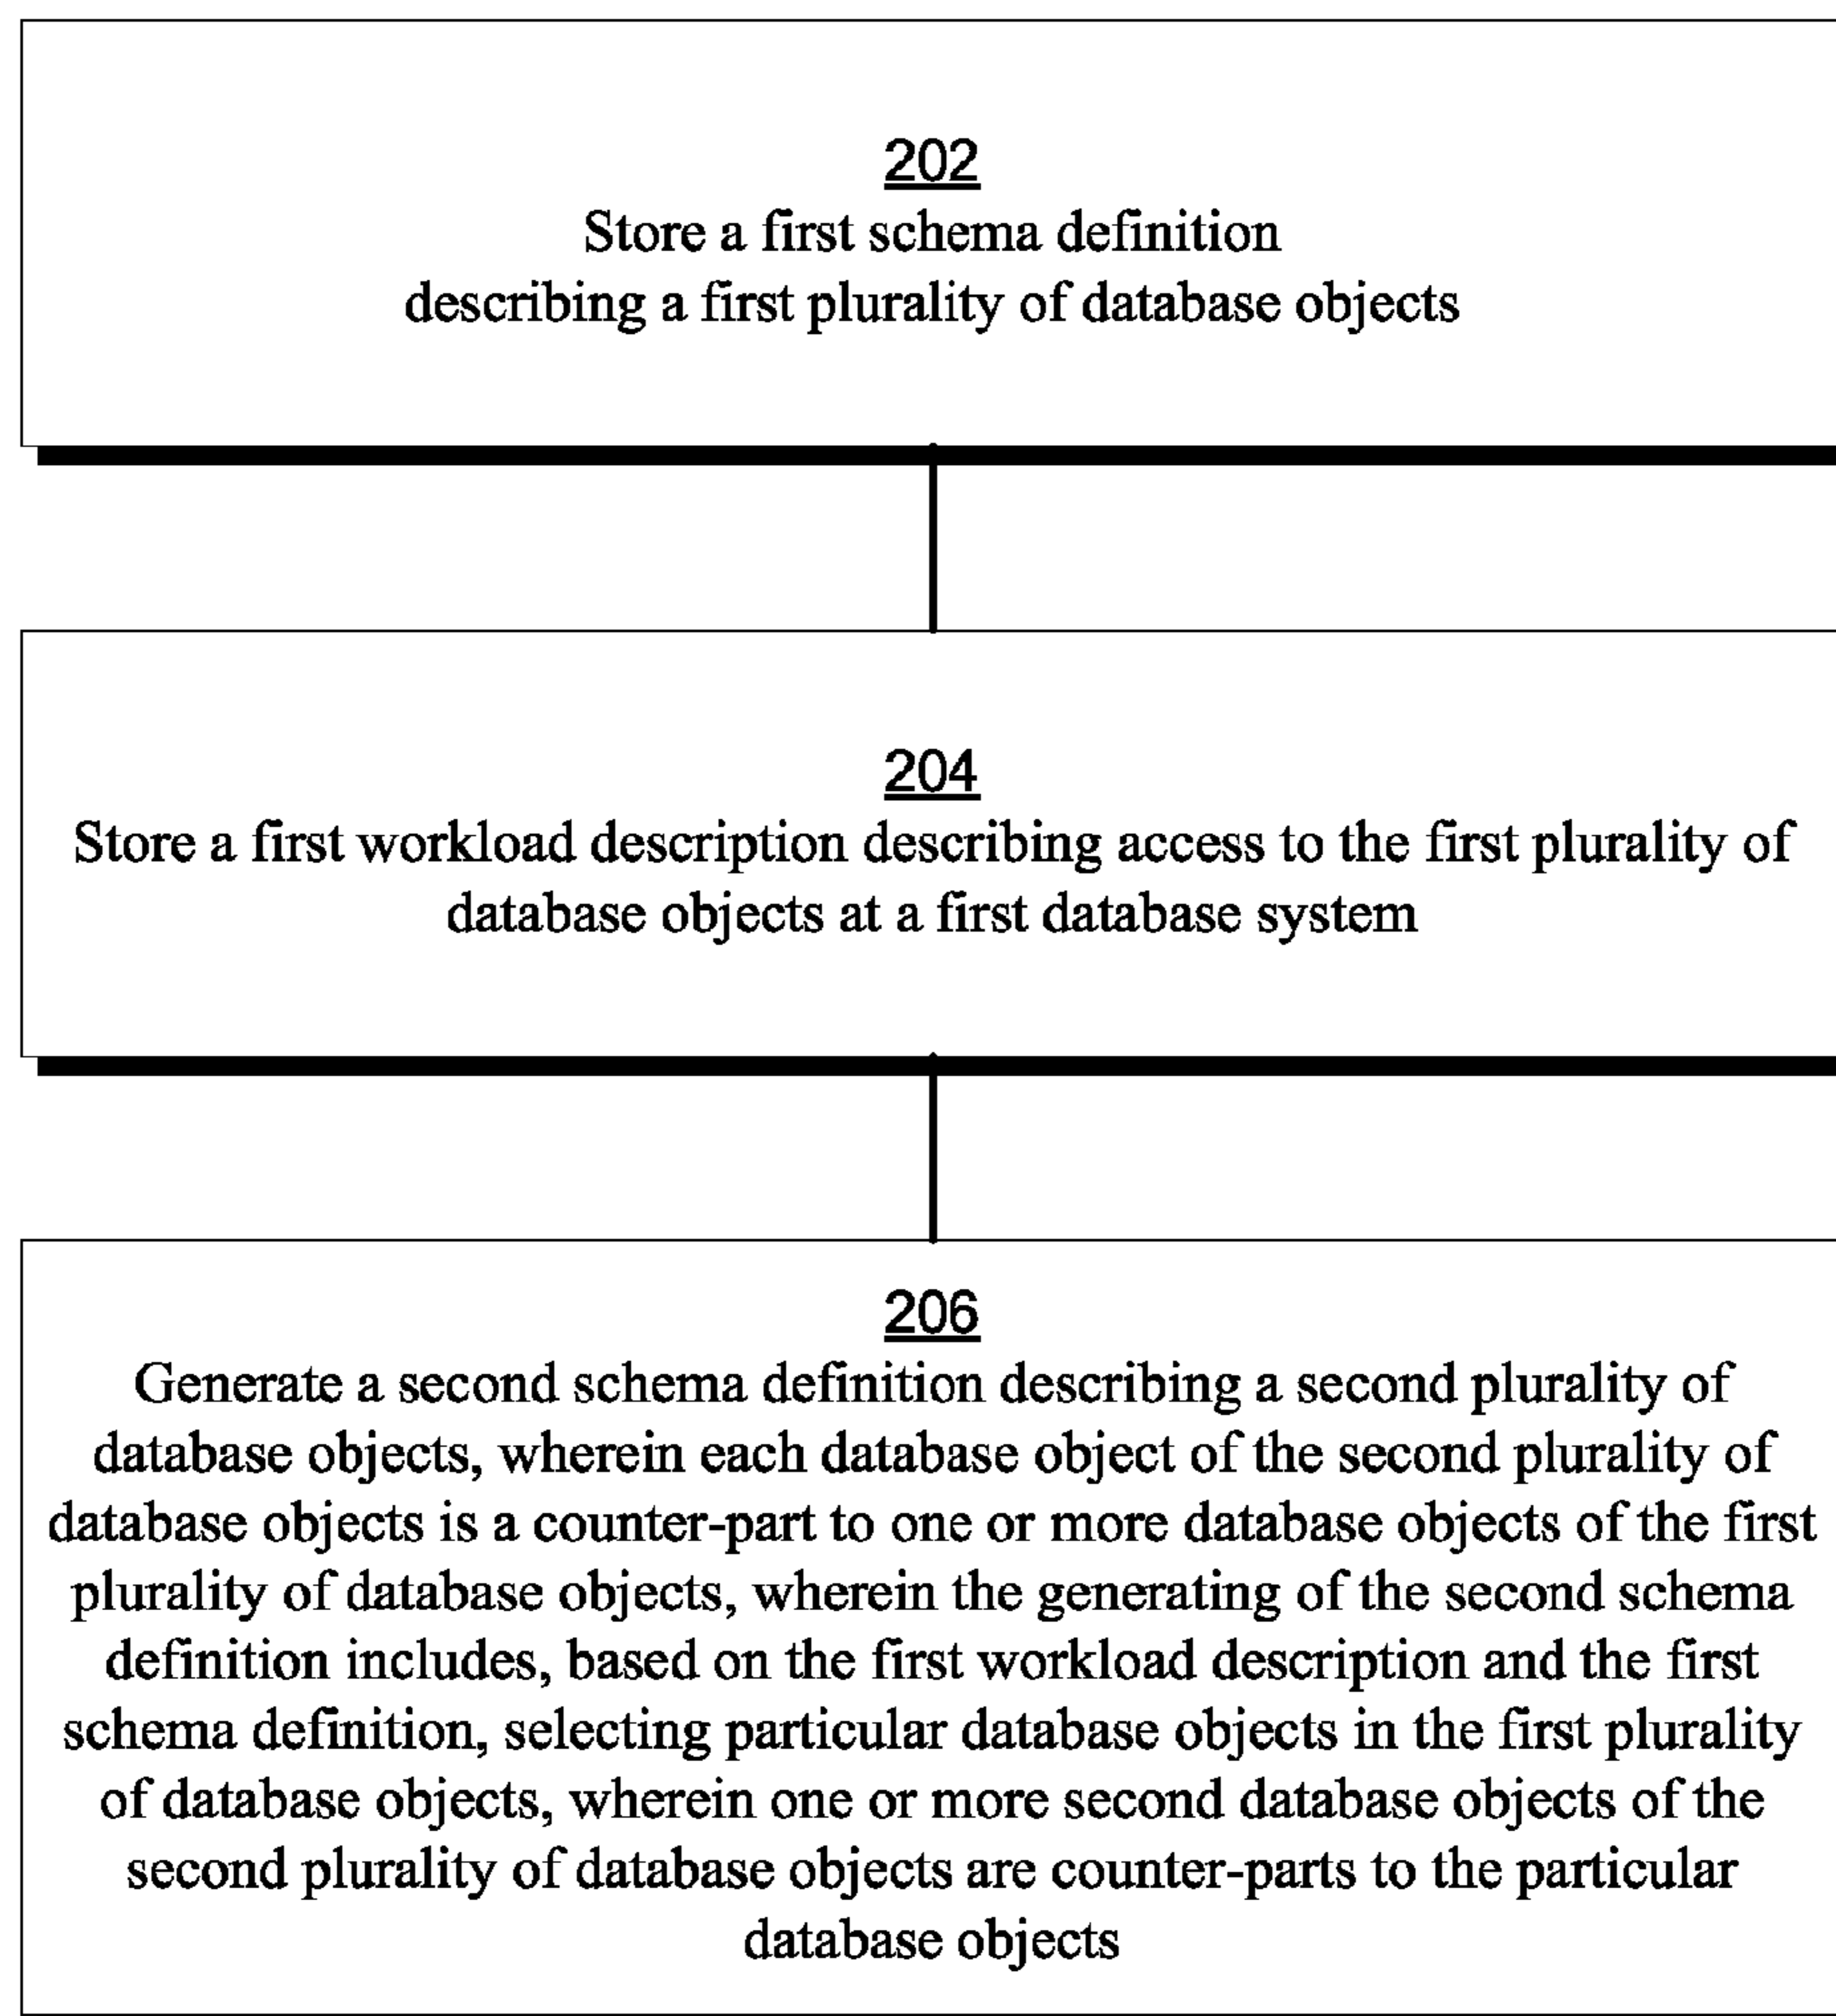 202
Store a first schema definition
describing a first plurality of database objects
204
Store a first workload description describing access to the first plurality of
database objects at a first database system
206
Generate a second schema definition describing a second plurality of
database objects, wherein each database object of the second plurality of
database objects is a counter-part to one or more database objects of the first
plurality of database objects, wherein the generating of the second schema
definition includes, based on the first workload description and the first
schema definition, selecting particular database objects in the first plurality
of database objects, wherein one or more second database objects of the
second plurality of database objects are counter-parts to the particular
database objects